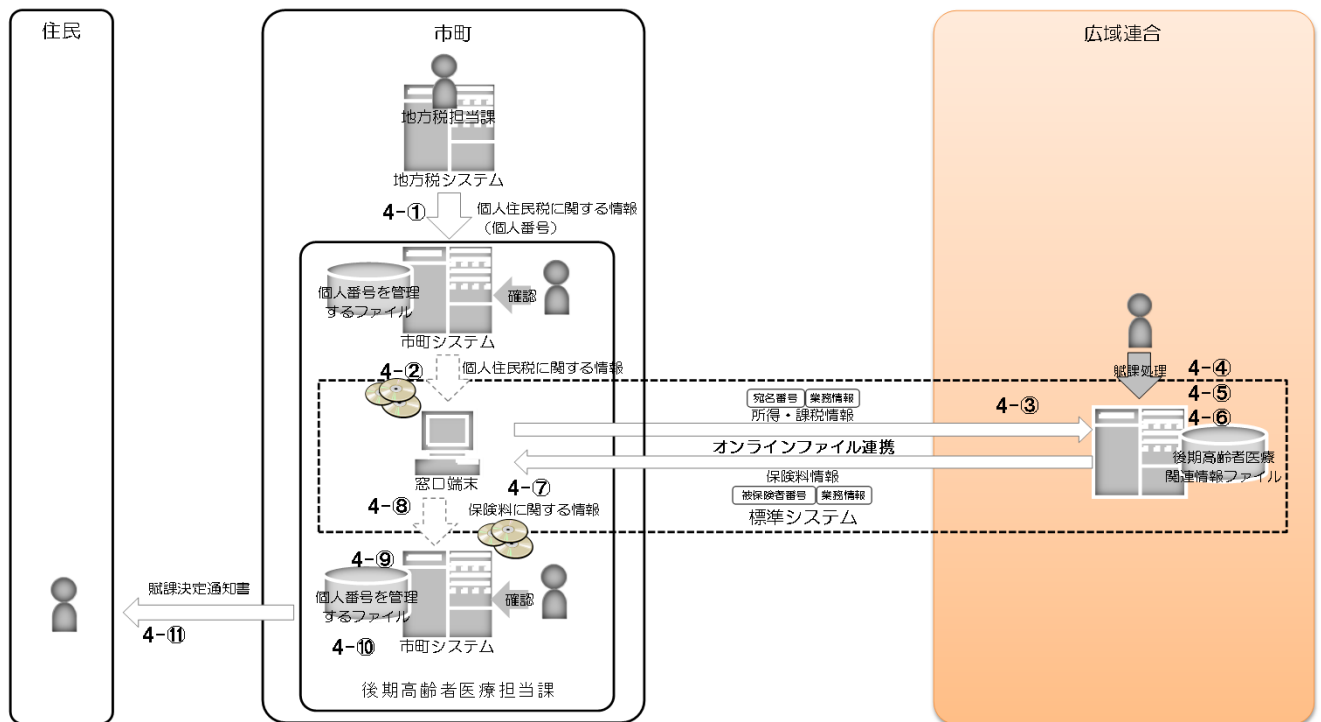 住民
市町
広域連合
地方税担当課
地方税システム
4-①
個人住民税に関する情報
（個人番号）
個人番号を管理
するファイル
確認
市町システム
4-②
個人住民税に関する情報
賦課処理
4-④
4-⑤
4-⑥
宛名番号
業務情報
4-③
所得・課税情報
オンラインファイル連携
後期高齢者医療
関連情報ファイル
窓口端末
4-⑦
保険料情報
被保険者番号
業務情報
標準システム
4-⑧
保険料に関する情報
4-⑨
個人番号を管理
するファイル
確認
4-⑩
市町システム
賦課決定通知書
4-⑪
後期高齢者医療担当課